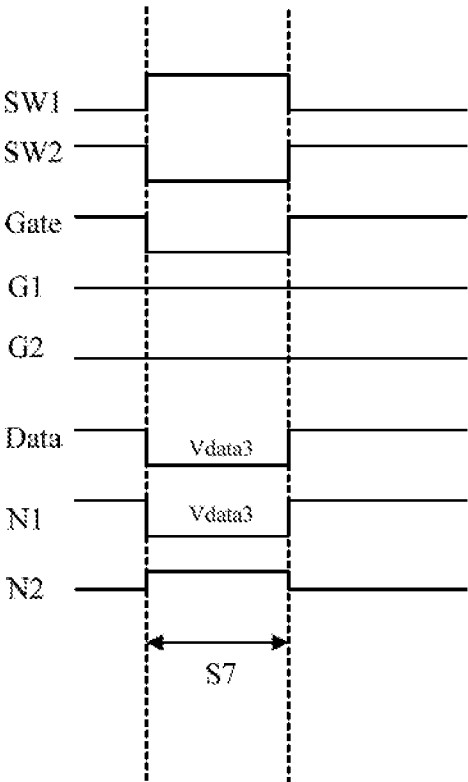 SW1
SW2
Gate
G1
G2
Data Vdata3
N1 Vdata3
N2
S7